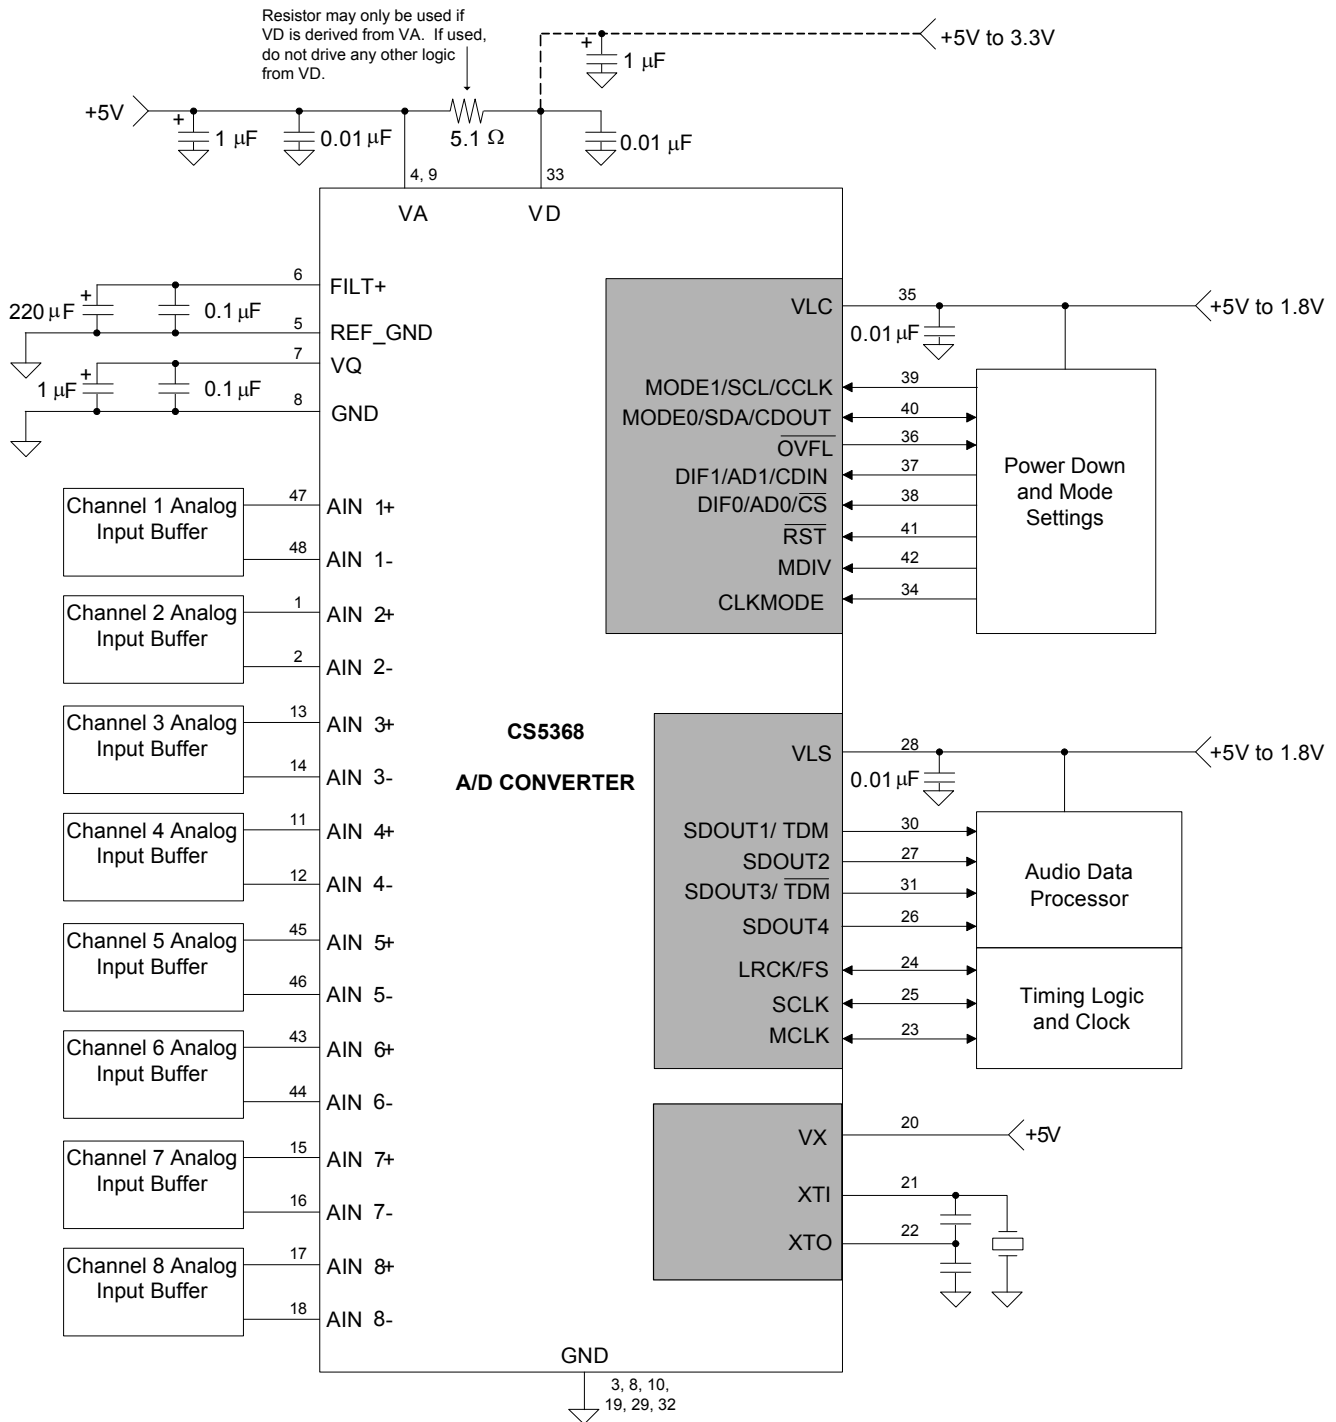 Resistor may only be used if
VD is derived from VA. If used,
do not drive any other logic
from VD.
+
1 µF
+5V to 3.3V
+5V
+
1 µF
0.01 µF
5.1 Ω
0.01 µF
4, 9
33
VA
VD
6
FILT+
220 µF
+
0.1 µF
5
REF_GND
7
VQ
1 µF
+
0.1 µF
8
GND
VLC
35
+5V to 1.8V
0.01 µF
MODE1/SCL/CCLK
39
MODE0/SDA/CDOUT
40
OVFL
36
DIF1/AD1/CDIN
37
DIF0/AD0/CS
38
RST
41
MDIV
42
CLKMODE
34
Power Down
and Mode
Settings
Channel 1 Analog
Input Buffer
47
AIN 1+
48
AIN 1-
Channel 2 Analog
Input Buffer
1
AIN 2+
2
AIN 2-
Channel 3 Analog
Input Buffer
13
AIN 3+
14
AIN 3-
Channel 4 Analog
Input Buffer
11
AIN 4+
12
AIN 4-
Channel 5 Analog
Input Buffer
45
AIN 5+
46
AIN 5-
Channel 6 Analog
Input Buffer
43
AIN 6+
44
AIN 6-
Channel 7 Analog
Input Buffer
15
AIN 7+
16
AIN 7-
Channel 8 Analog
Input Buffer
17
AIN 8+
18
AIN 8-
CS5368
A/D CONVERTER
VLS
28
+5V to 1.8V
0.01 µF
SDOUT1/ TDM
30
SDOUT2
27
SDOUT3/ TDM
31
SDOUT4
26
Audio Data
Processor
LRCK/FS
24
SCLK
25
MCLK
23
Timing Logic
and Clock
VX
20
+5V
XTI
21
XTO
22
GND
3, 8, 10,
19, 29, 32